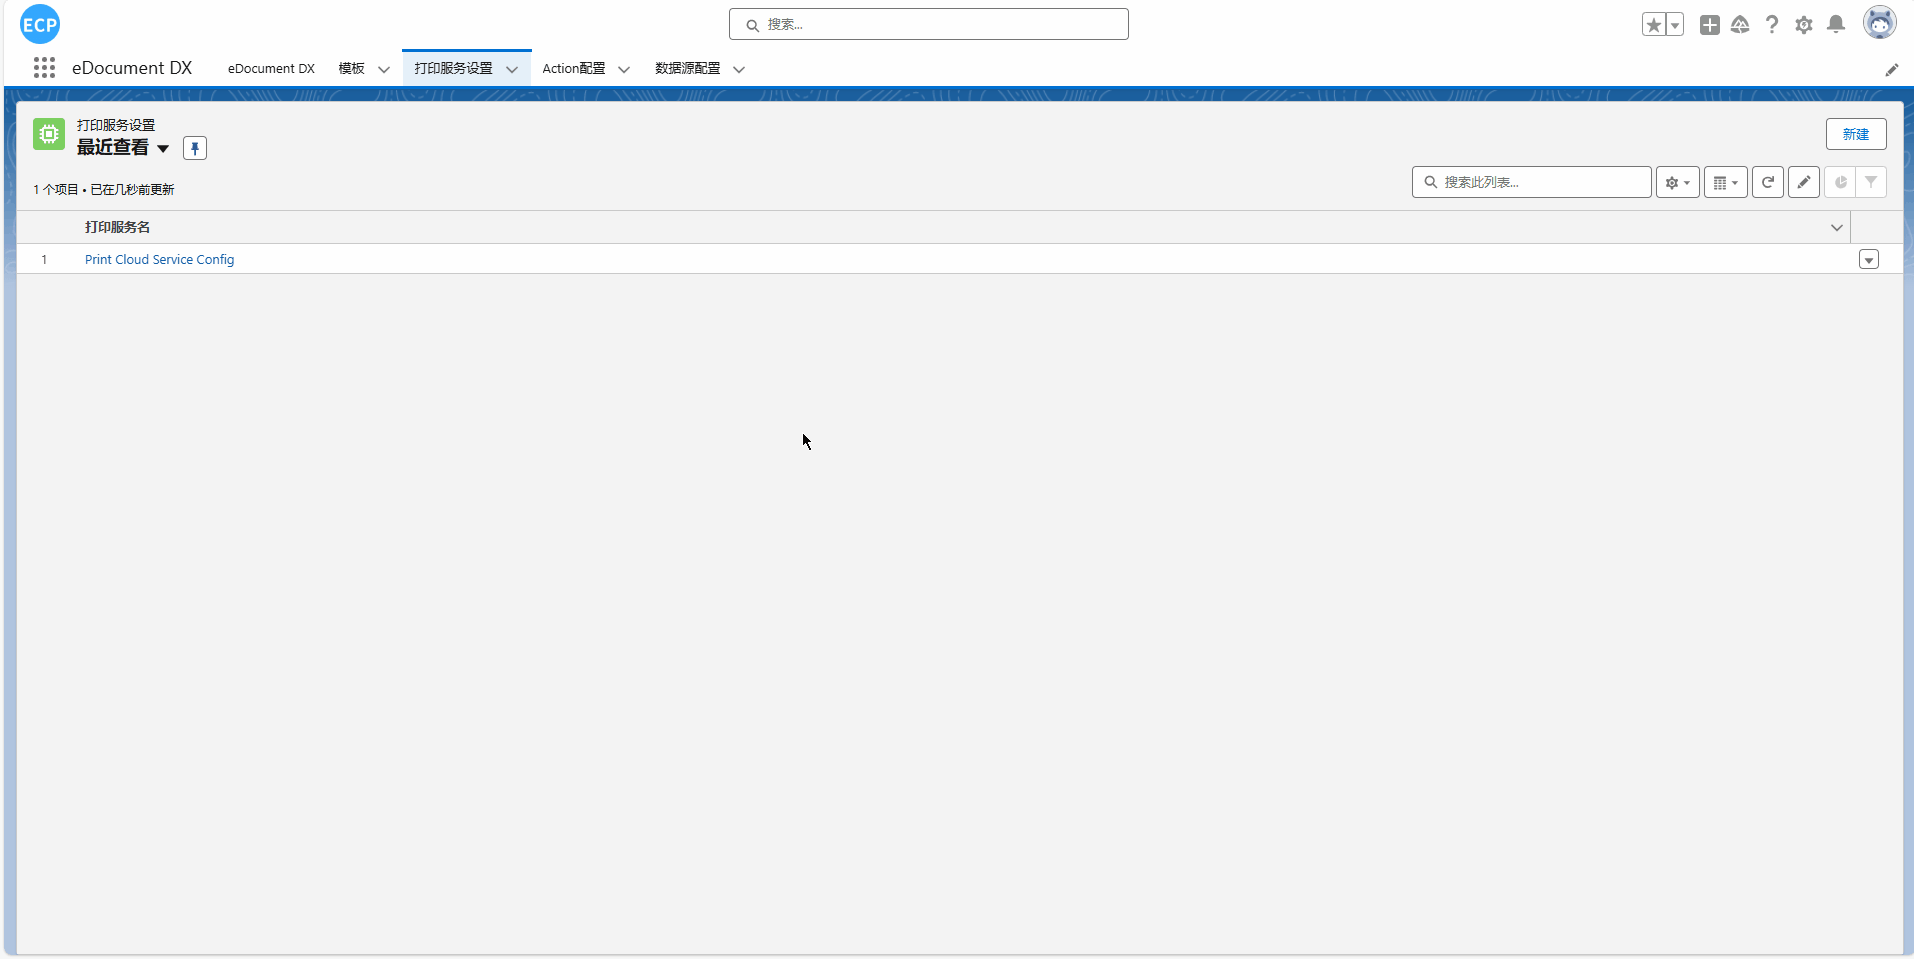 ECP
搜索...
eDocument DX
eDocument DX
模板
打印服务设置
Action配置
数据源配置
打印服务设置
最近查看
新建
1 个项目 • 已在几秒前更新
搜索此列表...
打印服务名
1
Print Cloud Service Config